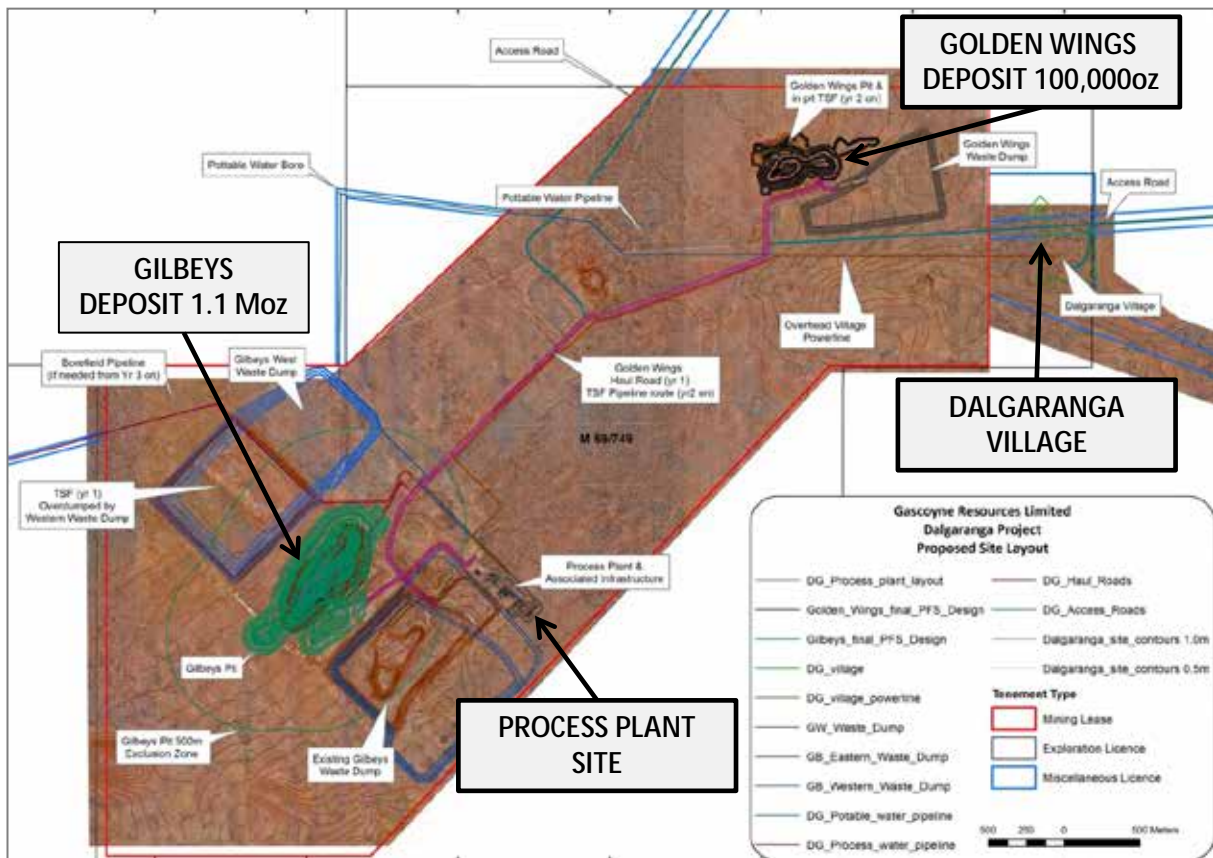 Access Road
Golden Wings Pit &
in prt TSF (yr 2 on)
GOLDEN WINGS
DEPOSIT 100,000oz
Golden Wings
Waste Dump
Pottable Water Bore
Pottable Water Pipeline
Access Road
GILBEYS
DEPOSIT 1.1 Moz
Dalgaranga Village
Overhead Village
Powerline
Borefield Pipeline
(if needed from Yr 3 on)
Gilbeys West
Waste Dump
Golden Wings
Haul Road (yr 1)
TSF Pipeline route (yr2 on)
DALGARANGA
VILLAGE
TSF (yr 1)
Overdumped by
Western Waste Dump
Process Plant &
Associated Infrastructure
Gilbeys Pit
PROCESS PLANT
SITE
Gilbeys Pit 500m
Exclusion Zone
Existing Gilbeys
Waste Dump
Gascoyne Resources Limited
Dalgaranga Project
Proposed Site Layout
DG_Process_plant_layout
Golden_Wings_final_PFS_Design
Gilbeys_final_PFS_Design
DG_village
DG_village_powerline
GW_Waste_Dump
GB_Eastern_Waste_Dump
GB_Western_Waste_Dump
DG_Potable_water_pipeline
DG_Process_water_pipeline
DG_Haul_Roads
DG_Access_Roads
Dalgaranga_site_contours 1.0m
Dalgaranga_site_contours 0.5m
Tenement Type
Mining Lease
Exploration Licence
Miscellaneous Licence
500 250 0 500 Meters